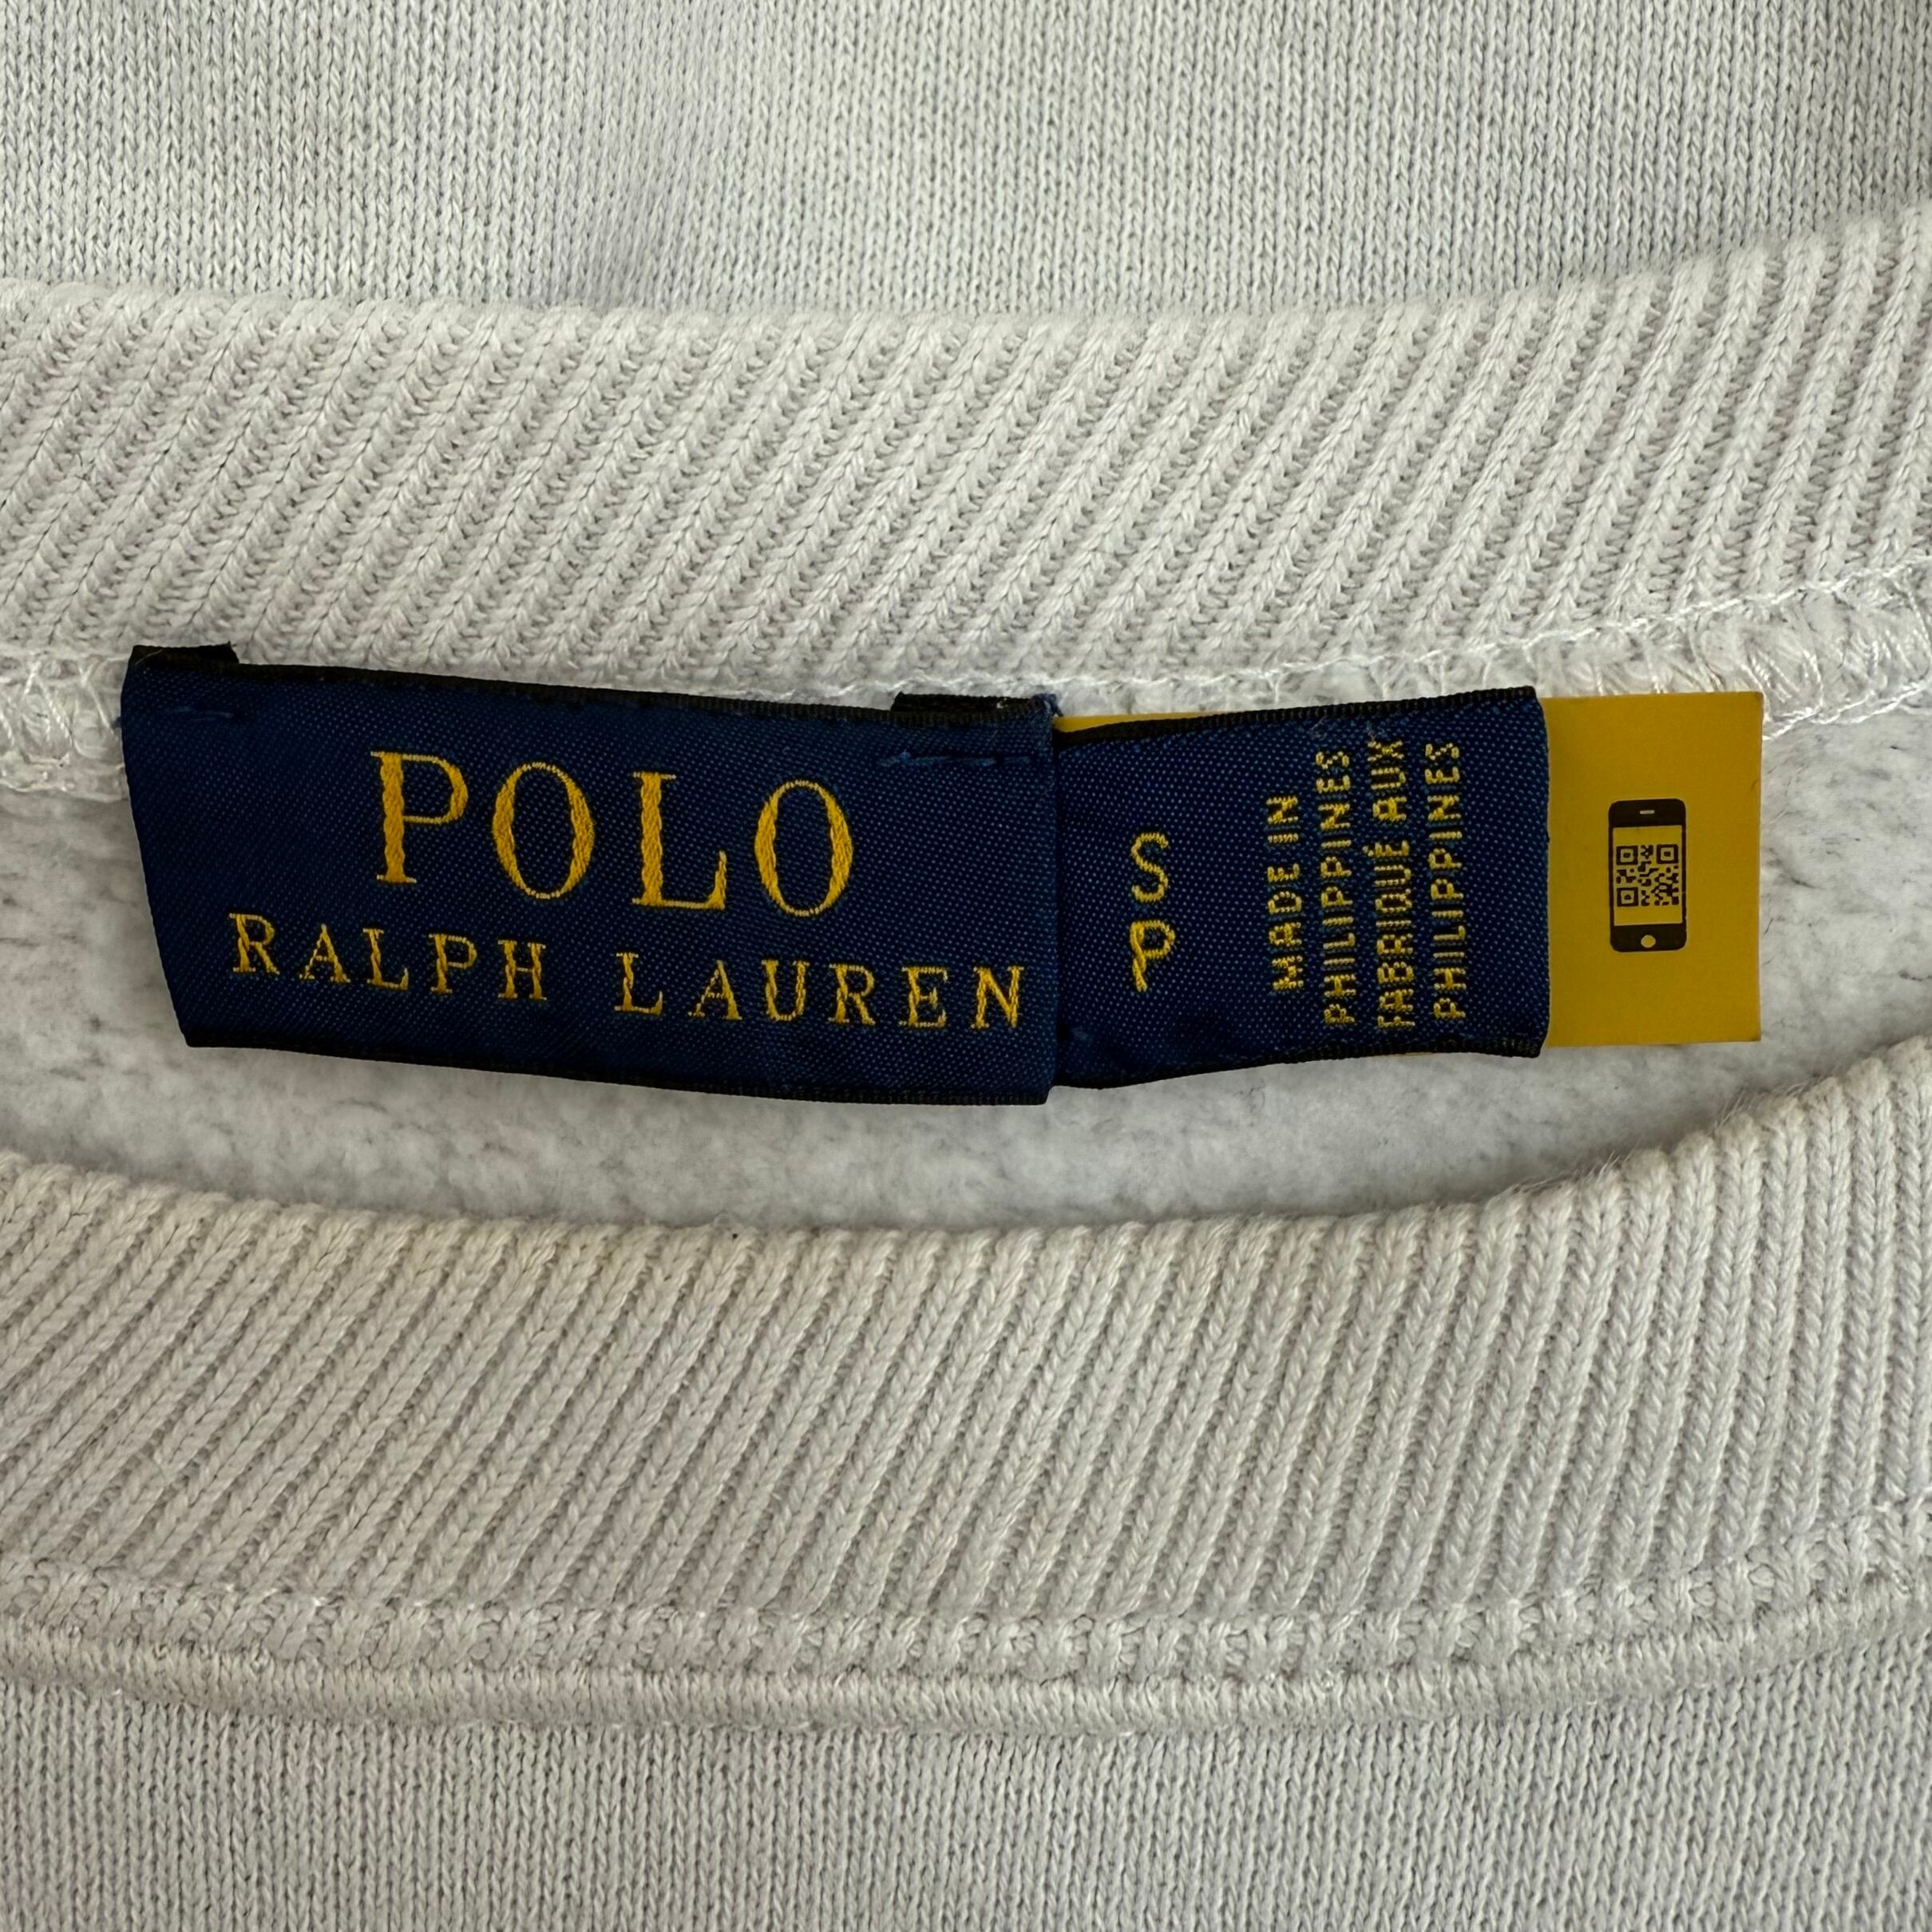 POLO
RALPH LAUREN
S
P
MADE IN
PHILIPPINES
FABRIQUÉ AUX
PHILIPPINES